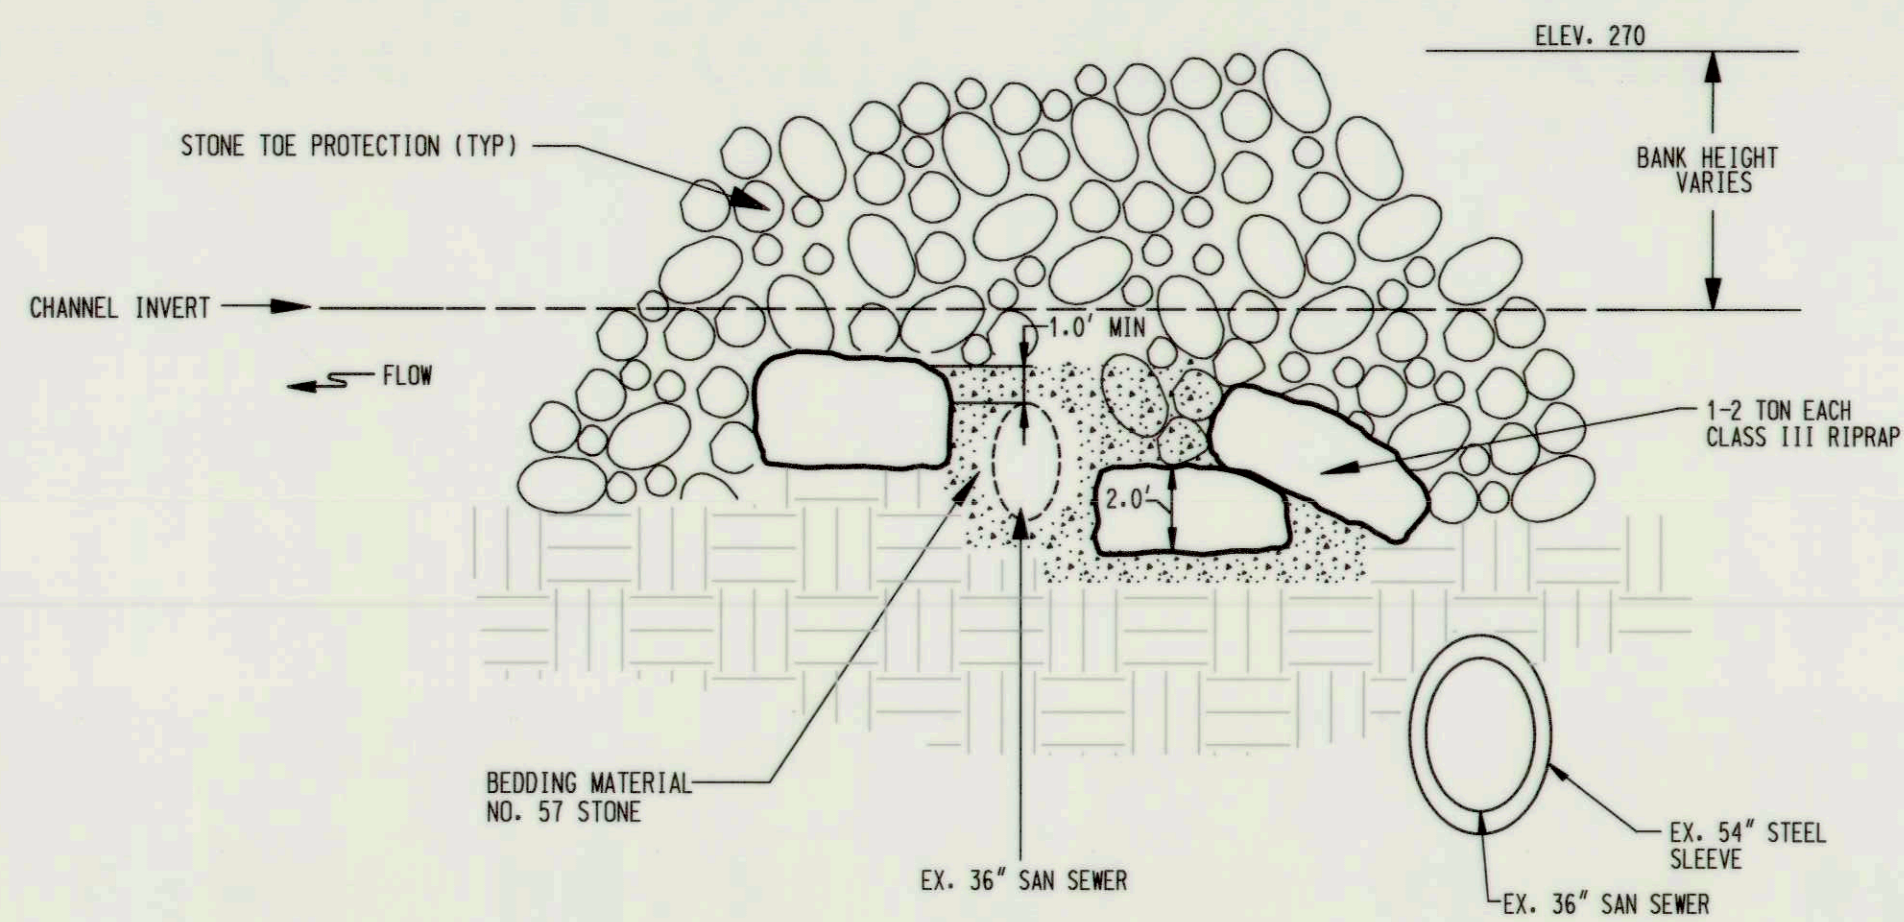 ELEV. 270
STONE TOE PROTECTION (TYP)
BANK HEIGHT
VARIES
CHANNEL INVERT
1.0' MIN
FLOW
1-2 TON EACH
CLASS III RIPRAP
2.0'
BEDDING MATERIAL
NO. 57 STONE
EX. 36" SAN SEWER
EX. 54" STEEL
SLEEVE
EX. 36" SAN SEWER